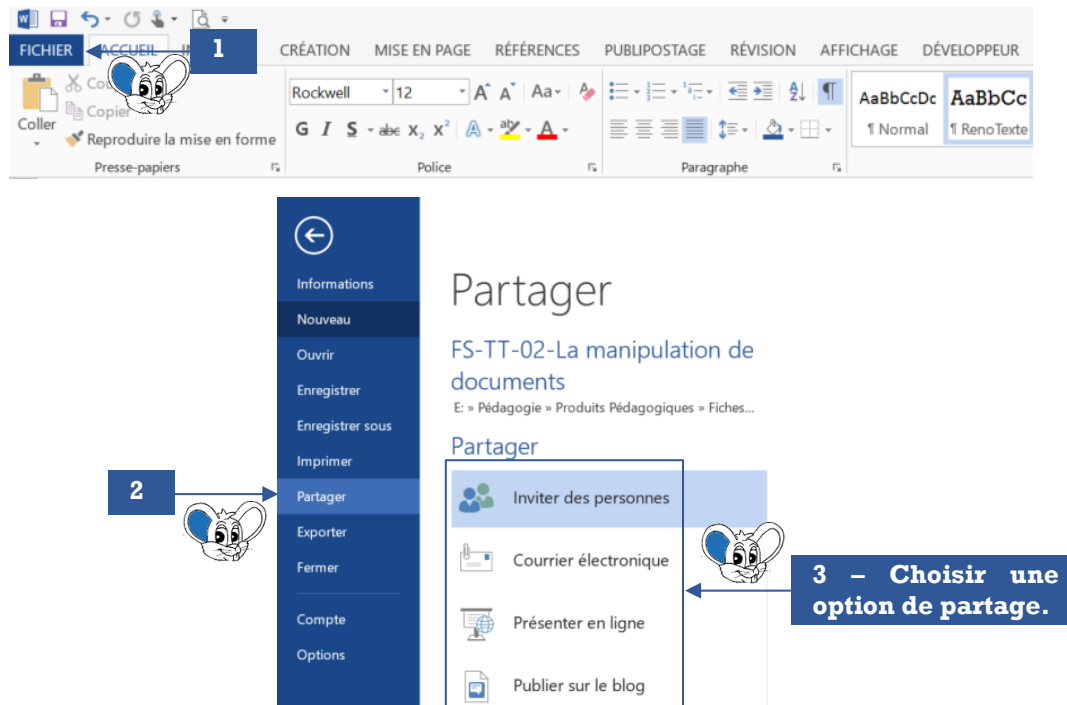 FICHIER ACCUEIL 1 CRÉATION MISE EN PAGE RÉFÉRENCES PUBLIPOSTAGE RÉVISION AFFICHAGE DÉVELOPPEUR
Rockwell 12 A A Aa
Coller
Copier
Reproduire la mise en forme
G I S abc X₂ X² A aby A
AaBbCcDc AaBbCc
¶ Normal ¶ RenoTexte
Presse-papiers Police Paragraphe
Informations
Nouveau
Ouvrir
Enregistrer
Enregistrer sous
Imprimer
2
Partager
Exporter
Fermer
Compte
Options
Partager
FS-TT-02-La manipulation de
documents
E: » Pédagogie » Produits Pédagogiques » Fiches...
Partager
Inviter des personnes
Courrier électronique
Présenter en ligne
Publier sur le blog
3 – Choisir une
option de partage.